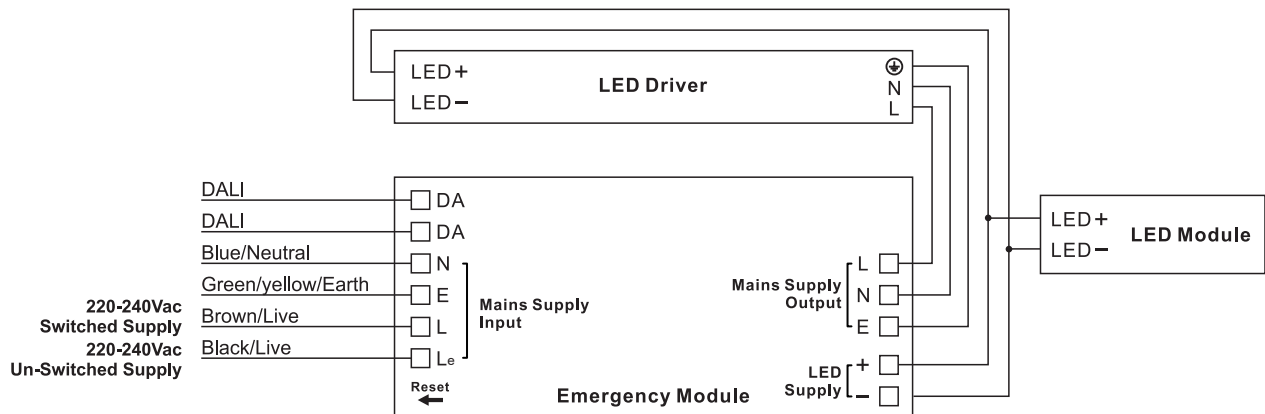 LED+
LED−
LED Driver
N
L
DALI
DALI
Blue/Neutral
Green/yellow/Earth
220-240Vac
Switched Supply
Brown/Live
220-240Vac
Un-Switched Supply
Black/Live
DA
DA
N
E
L
Le
Mains Supply
Input
Reset
Emergency Module
Mains Supply
Output
L
N
E
LED
Supply
+
−
LED+
LED−
LED Module